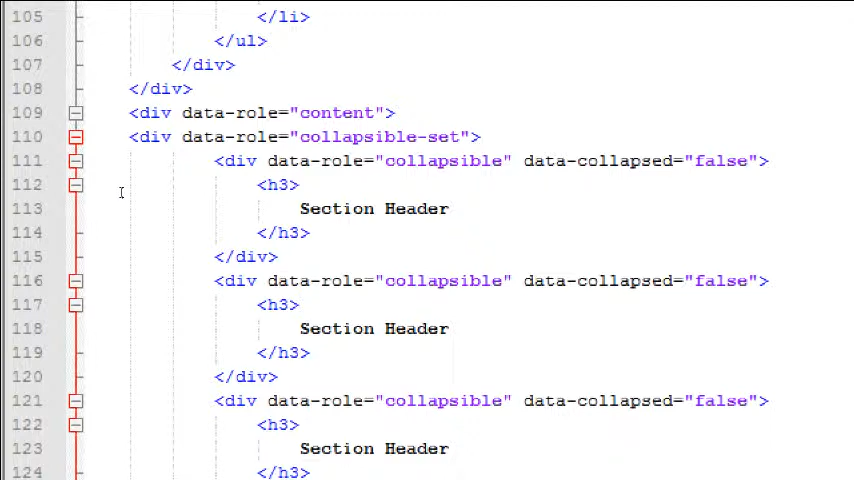 105 </li>
106 </ul>
107 </div>
108 </div>
109 <div data-role="content">
110 <div data-role="collapsible-set">
111 <div data-role="collapsible" data-collapsed="false">
112 <h3>
113 Section Header
114 </h3>
115 </div>
116 <div data-role="collapsible" data-collapsed="false">
117 <h3>
118 Section Header
119 </h3>
120 </div>
121 <div data-role="collapsible" data-collapsed="false">
122 <h3>
123 Section Header
124 </h3>